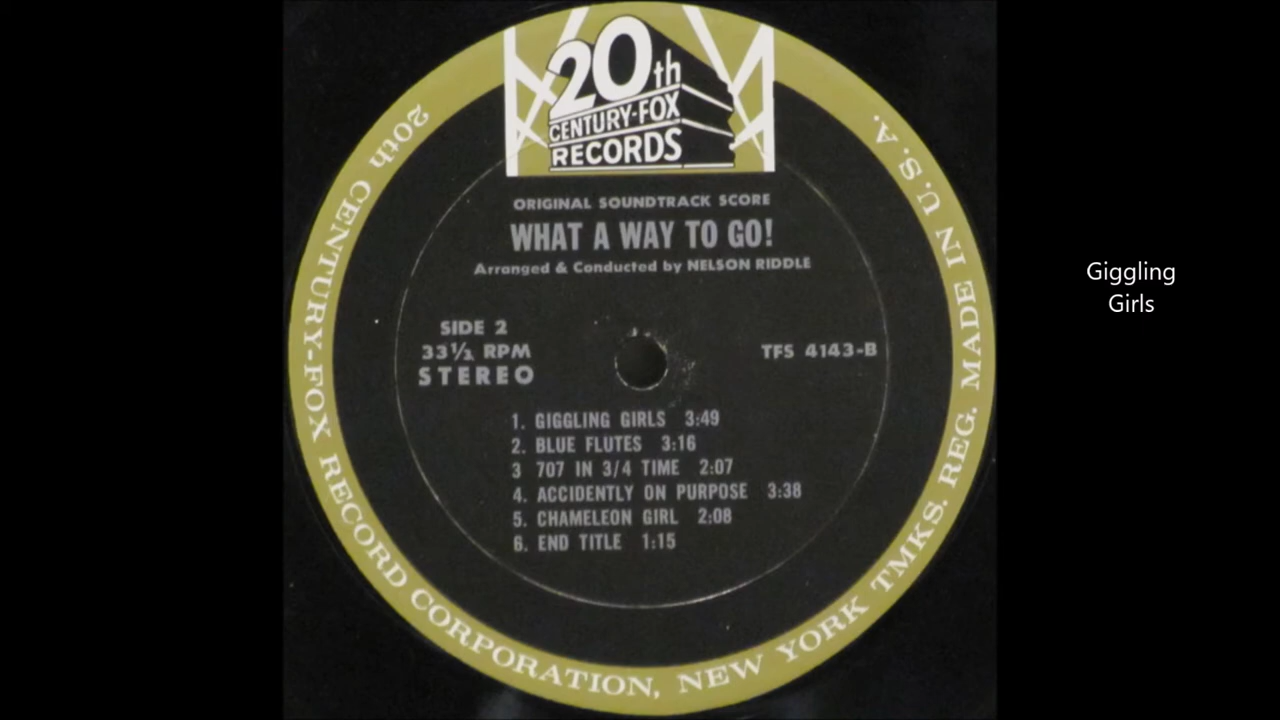 20th
CENTURY-FOX
RECORDS
ORIGINAL SOUNDTRACK SCORE
WHAT A WAY TO GO!
Arranged & Conducted by NELSON RIDDLE
SIDE 2
33⅓ RPM
STEREO
TFS 4143-B
1. GIGGLING GIRLS 3:49
2. BLUE FLUTES 3:16
3 707 IN 3/4 TIME 2:07
4. ACCIDENTLY ON PURPOSE 3:38
5. CHAMELEON GIRL 2:08
6. END TITLE 1:15
20th CENTURY-FOX RECORD CORPORATION, NEW YORK TMKS. REG. MADE IN U.S.A.
Giggling
Girls